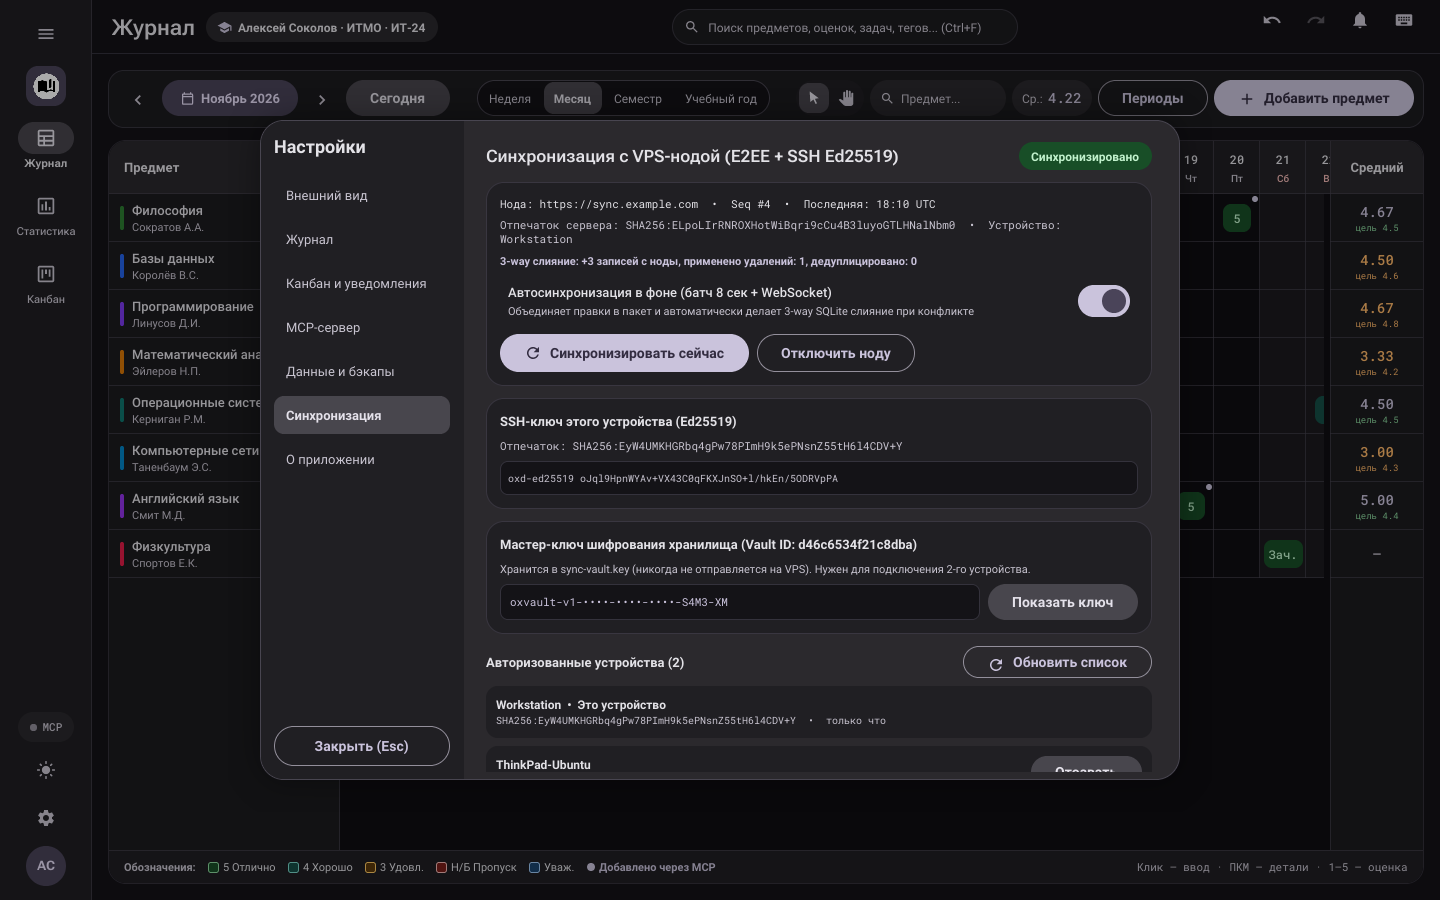 Журнал
Алексей Соколов · ИТМО · ИТ-24
Поиск предметов, оценок, задач, тегов... (Ctrl+F)
Ноябрь 2026
Сегодня
Неделя
Месяц
Семестр
Учебный год
Предмет...
Ср.: 4.22
Периоды
Добавить предмет
Журнал
Статистика
Канбан
MCP
АС
Предмет
19
Чт
20
Пт
21
Сб
2
В
Средний
Философия
Сократов А.А.
5
4.67
цель 4.5
Базы данных
Королёв В.С.
4.50
цель 4.6
Программирование
Линусов Д.И.
4.67
цель 4.8
Математический ана
Эйлеров Н.П.
3.33
цель 4.2
Операционные систе
Керниган Р.М.
4.50
цель 4.5
Компьютерные сети
Таненбаум Э.С.
3.00
цель 4.3
Английский язык
Смит М.Д.
5
5.00
цель 4.4
Физкультура
Спортов Е.К.
Зач.
—
Настройки
Внешний вид
Журнал
Канбан и уведомления
MCP-сервер
Данные и бэкапы
Синхронизация
О приложении
Закрыть (Esc)
Синхронизация с VPS-нодой (E2EE + SSH Ed25519)
Синхронизировано
Нода: https://sync.example.com • Seq #4 • Последняя: 18:10 UTC
Отпечаток сервера: SHA256:ELpoLIrRNROXHotWiBqri9cCu4B3luyoGTLHNalNbm0 • Устройство:
Workstation
3-way слияние: +3 записей с ноды, применено удалений: 1, дедуплицировано: 0
Автосинхронизация в фоне (батч 8 сек + WebSocket)
Объединяет правки в пакет и автоматически делает 3-way SQLite слияние при конфликте
Синхронизировать сейчас
Отключить ноду
SSH-ключ этого устройства (Ed25519)
Отпечаток: SHA256:EyW4UMKHGRbq4gPw78PImH9k5ePNsnZ55tH6l4CDV+Y
oxd-ed25519 oJql9HpnWYAv+VX43C0qFKXJnSO+l/hkEn/5ODRVpPA
Мастер-ключ шифрования хранилища (Vault ID: d46c6534f21c8dba)
Хранится в sync-vault.key (никогда не отправляется на VPS). Нужен для подключения 2-го устройства.
oxvault-v1-••••-••••-••••-S4M3-XM
Показать ключ
Авторизованные устройства (2)
Обновить список
Workstation • Это устройство
SHA256:EyW4UMKHGRbq4gPw78PImH9k5ePNsnZ55tH6l4CDV+Y • только что
ThinkPad-Ubuntu
Отозвать
Обозначения:
5 Отлично
4 Хорошо
3 Удовл.
Н/Б Пропуск
Уваж.
Добавлено через MCP
Клик — ввод · ПКМ — детали · 1–5 — оценка